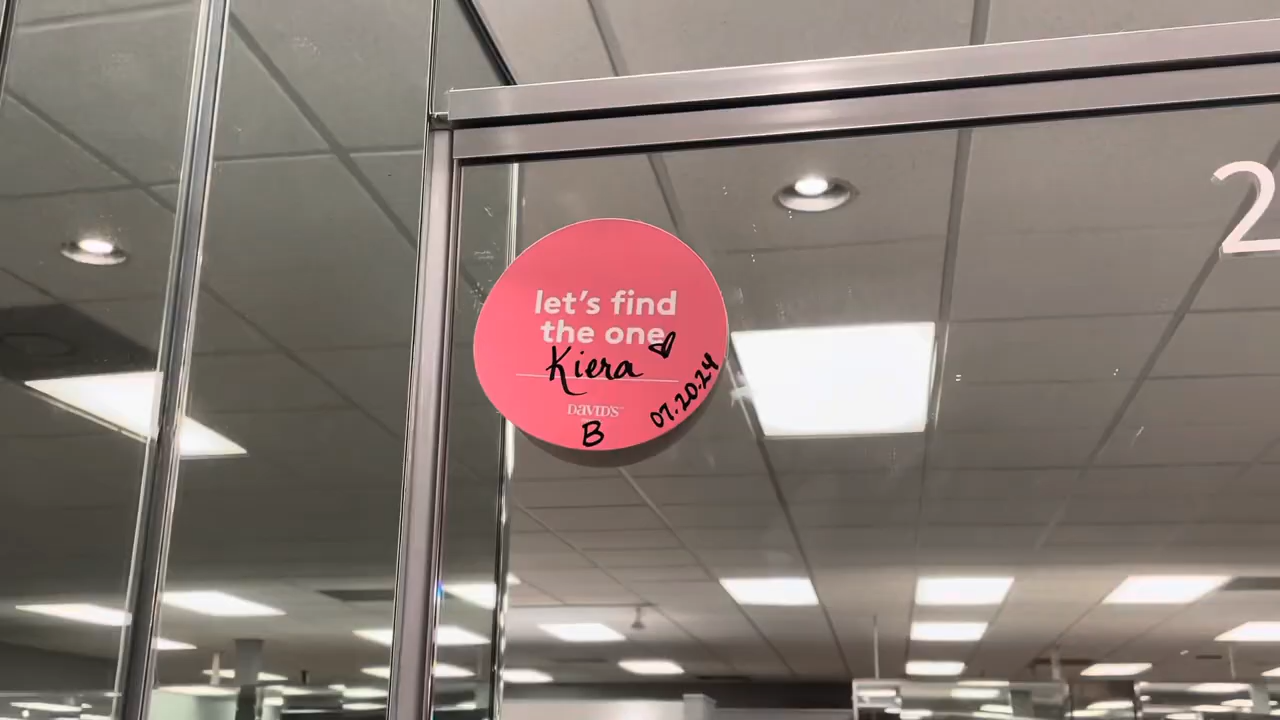 let's find
the one
Kiera ♡
DAVID'S
B
07.20.24
2